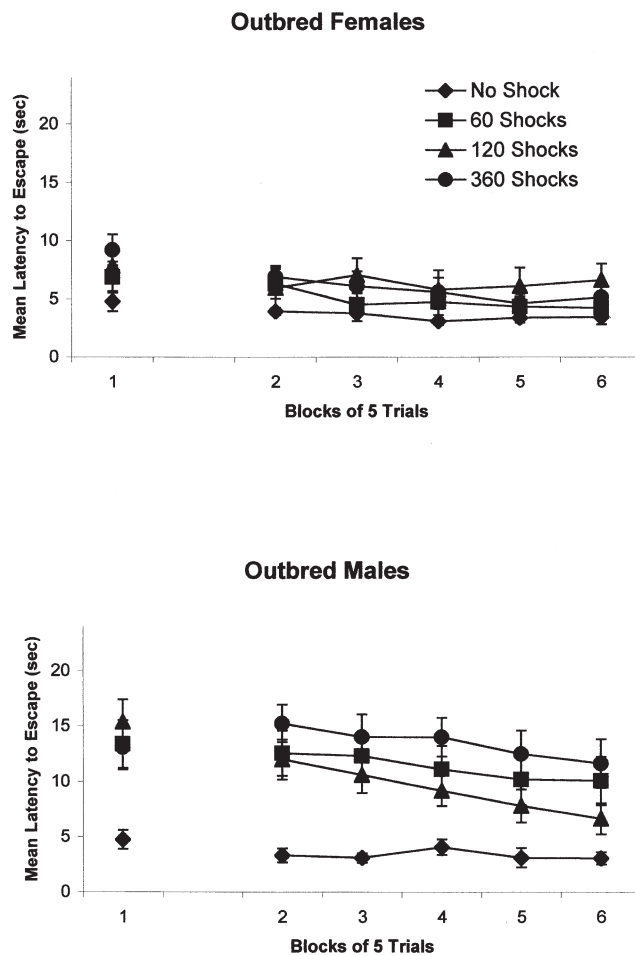 Outbred Females
No Shock
60 Shocks
120 Shocks
360 Shocks
Mean Latency to Escape (sec)
20
15
10
5
0
1 2 3 4 5 6
Blocks of 5 Trials
Outbred Males
Mean Latency to Escape (sec)
20
15
10
5
0
1 2 3 4 5 6
Blocks of 5 Trials